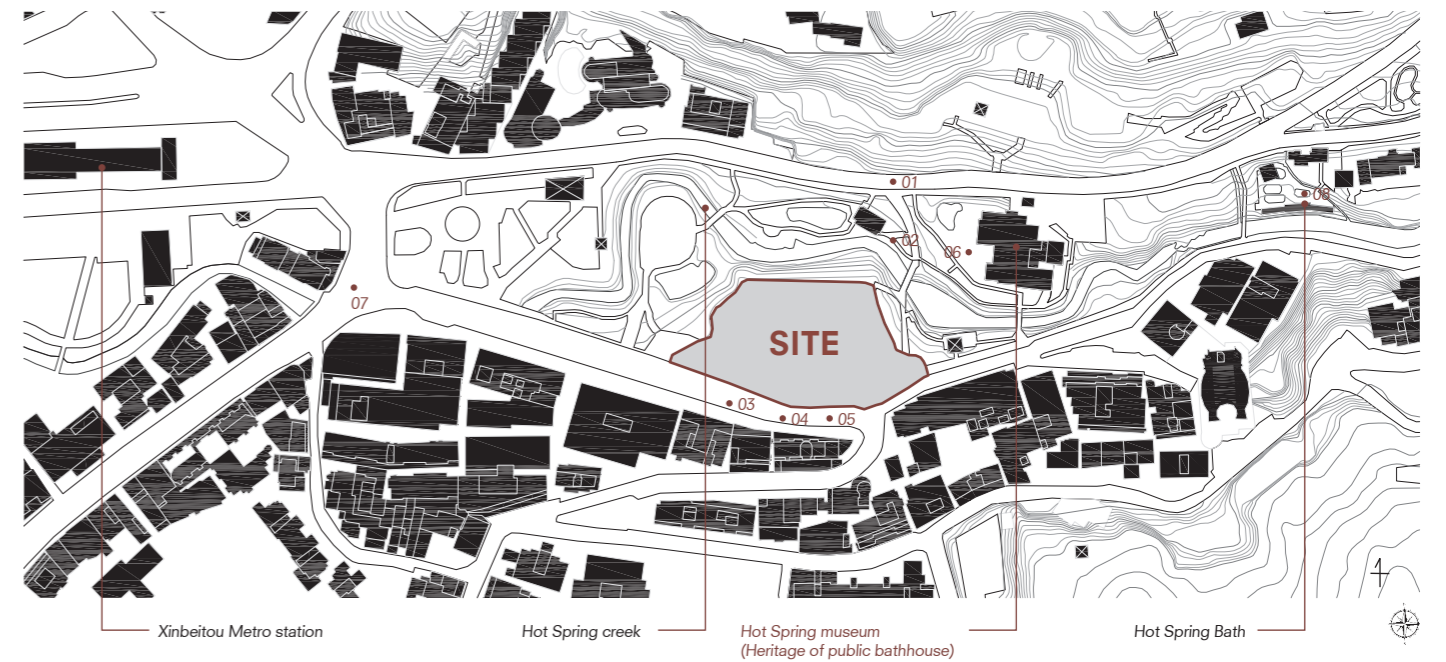 01
08
02
06
07
SITE
03
04
05
Xinbeitou Metro station
Hot Spring creek
Hot Spring museum
(Heritage of public bathhouse)
Hot Spring Bath